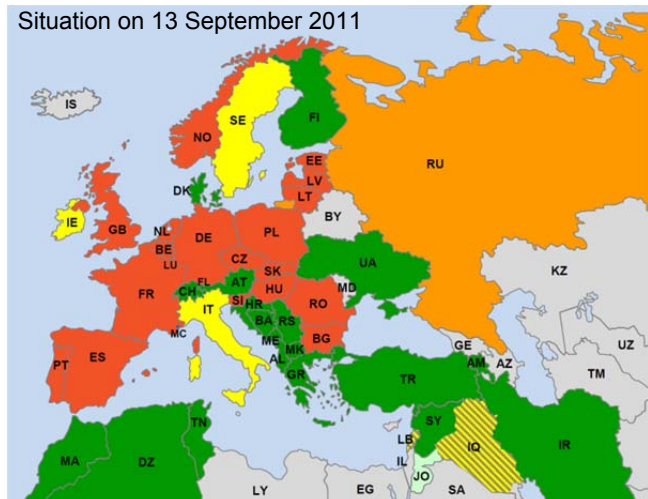 Situation on 13 September 2011
IS
SE
FI
NO
RU
EE
LV
DK
LT
IE
BY
NL
GB
DE
PL
BE
LU
CZ
KZ
SK
UA
FL
AT
HU
MD
FR
CH
RO
SI
HR
IT
BA
RS
UZ
MC
ME
BG
GE
MK
AL
AM
AZ
TM
PT
ES
GR
TR
TN
SY
LB
IQ
IR
MA
DZ
IL
JO
LY
EG
SA